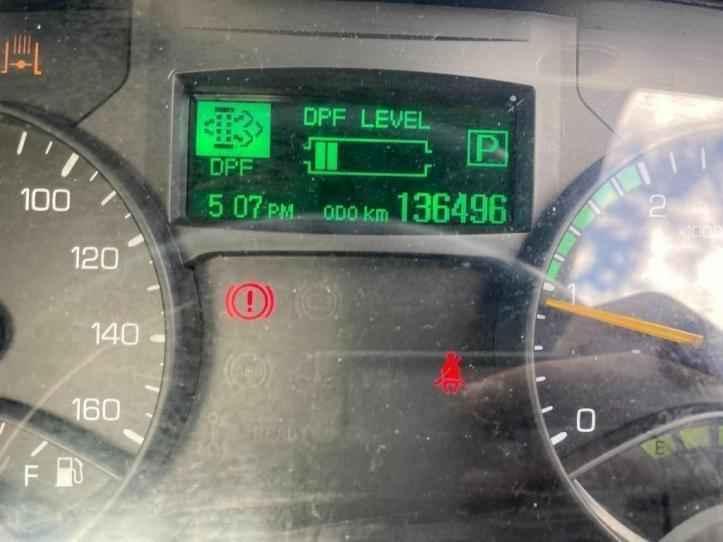 DPF LEVEL
P
DPF
5 07 PM ODO km 136496
100
120
140
160
F
2
1
0
E